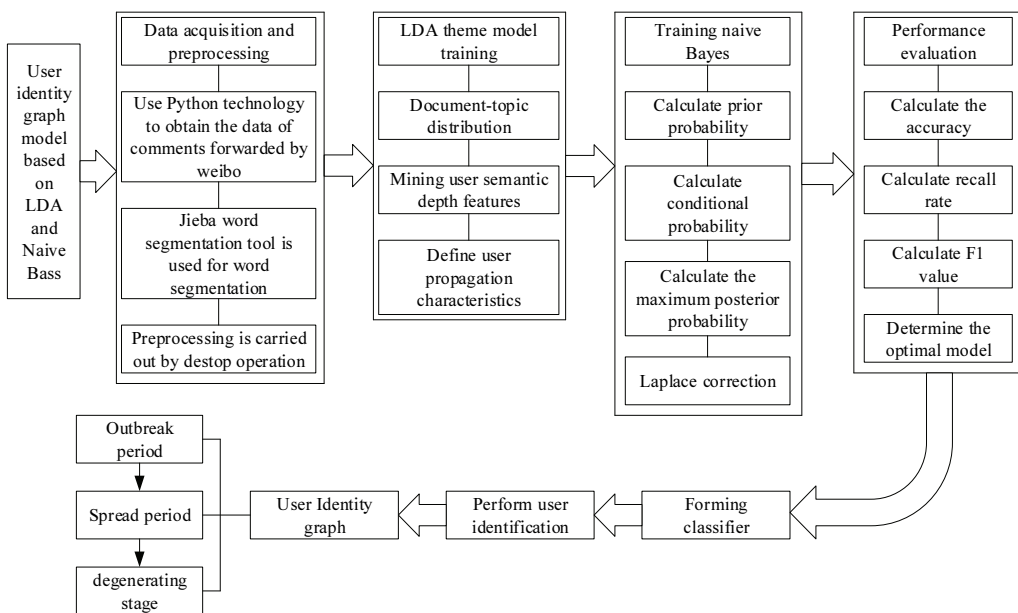 User
identity
graph
model
based
on
LDA
and
Naive
Bass
Data acquisition and
preprocessing
Use Python technology
to obtain the data of
comments forwarded by
weibo
Jieba word
segmentation tool is
used for word
segmentation
Preprocessing is carried
out by destop operation
LDA theme model
training
Document-topic
distribution
Mining user semantic
depth features
Define user
propagation
characteristics
Training naive
Bayes
Calculate prior
probability
Calculate
conditional
probability
Calculate the
maximum posterior
probability
Laplace correction
Performance
evaluation
Calculate the
accuracy
Calculate recall
rate
Calculate F1
value
Determine the
optimal model
Forming
classifier
Perform user
identification
User Identity
graph
Outbreak
period
Spread period
degenerating
stage